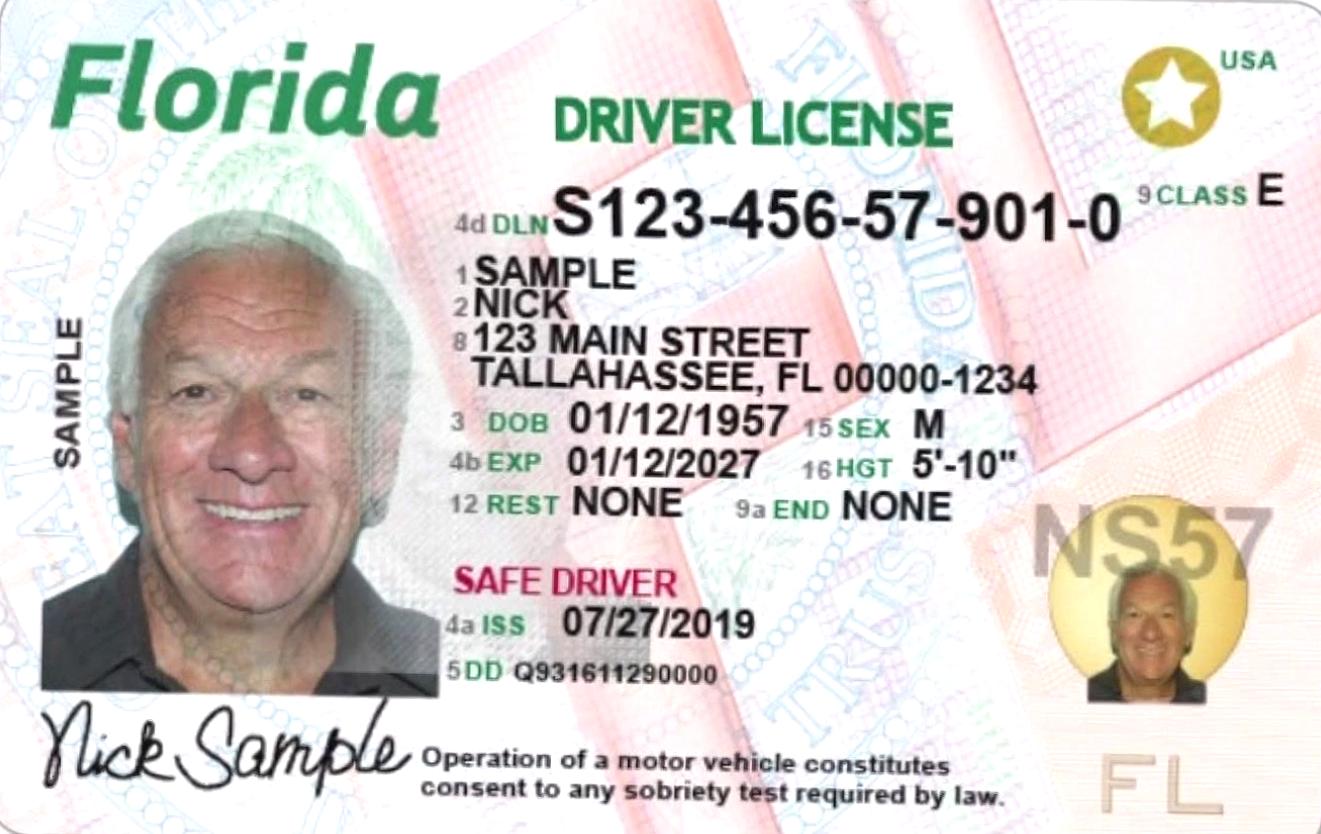 Florida
DRIVER LICENSE
USA
4d DLN S123-456-57-901-0
9 CLASS E
1 SAMPLE
2 NICK
8 123 MAIN STREET
TALLAHASSEE, FL 00000-1234
3 DOB 01/12/1957 15 SEX M
4b EXP 01/12/2027 16 HGT 5'-10"
12 REST NONE 9a END NONE
SAFE DRIVER
4a ISS 07/27/2019
5 DD Q931611290000
SAMPLE
NS57
FL
Nick Sample
Operation of a motor vehicle constitutes
consent to any sobriety test required by law.